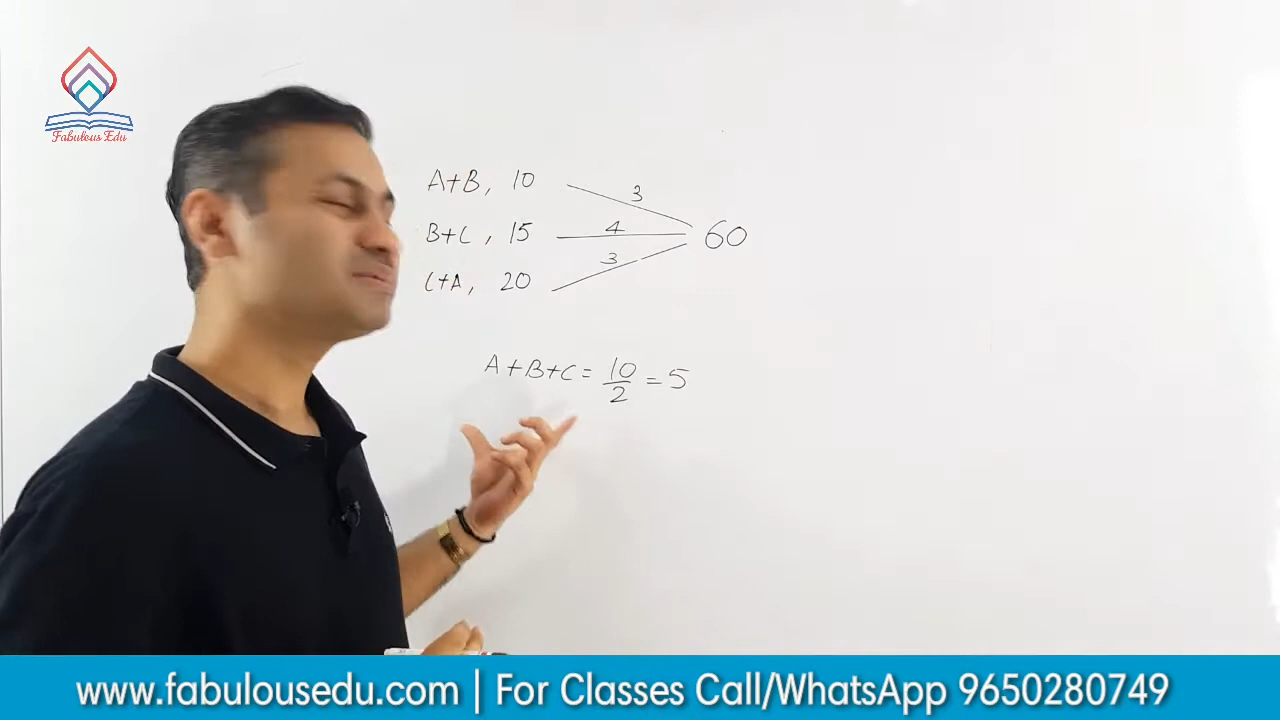 Fabulous Edu
A+B, 10 3
B+C, 15 4 60
C+A, 20 3
A+B+C = 10/2 = 5
www.fabulousedu.com | For Classes Call/WhatsApp 9650280749